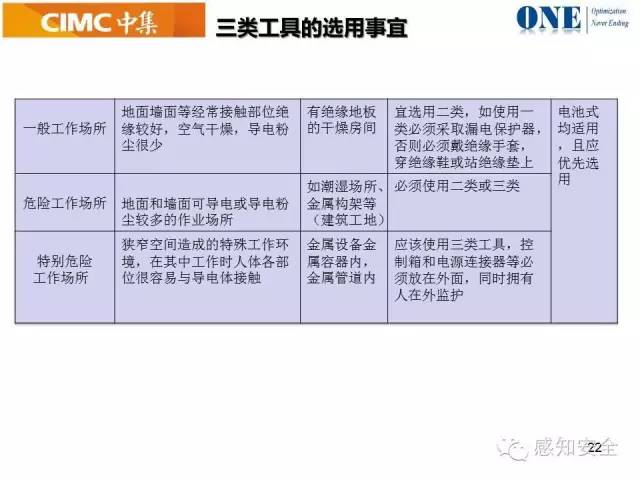 CIMC中集
三类工具的选用事宜
ONE
Optimization
Never Ending
一般工作场所
地面墙面等经常接触部位绝
缘较好，空气干燥，导电粉
尘很少
有绝缘地板
的干燥房间
宜选用二类，如使用一
类必须采取漏电保护器，
否则必须戴绝缘手套，
穿绝缘鞋或站绝缘垫上
电池式
均适用
，且应
优先选
用
危险工作场所
地面和墙面可导电或导电粉
尘较多的作业场所
如潮湿场所、
金属构架等
（建筑工地）
必须使用二类或三类
特别危险
工作场所
狭窄空间造成的特殊工作环
境，在其中工作时人体各部
位很容易与导电体接触
金属设备金
属容器内，
金属管道内
应该使用三类工具，控
制箱和电源连接器等必
须放在外面，同时拥有
人在外监护
22
感知安全